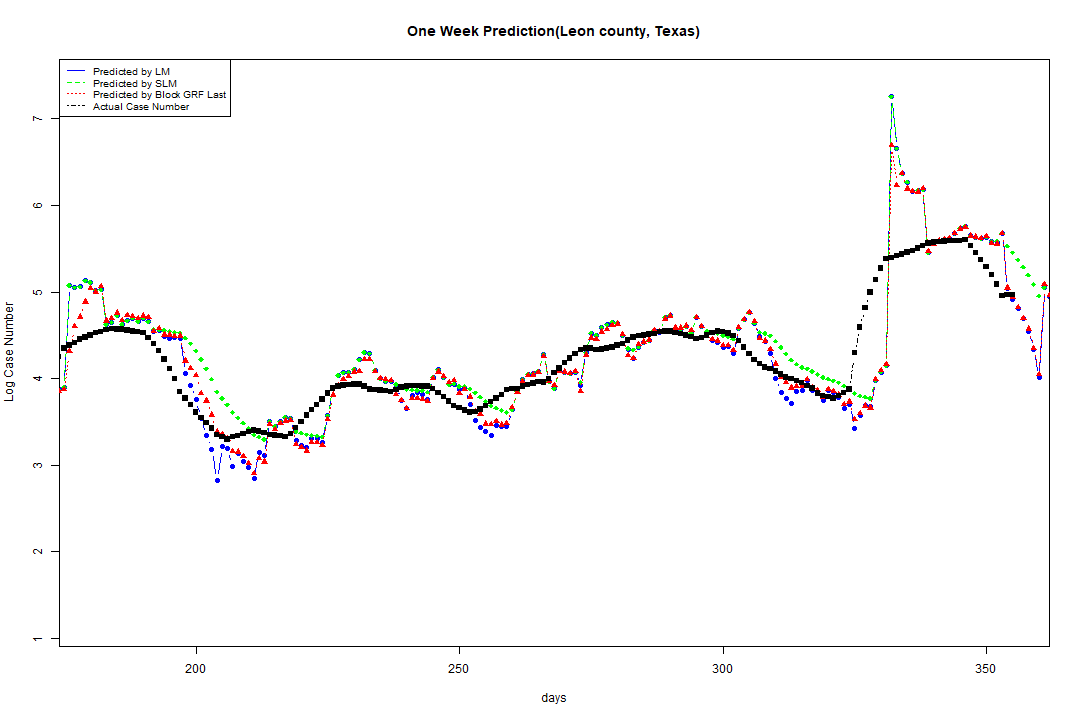 One Week Prediction(Leon county, Texas)
Predicted by LM
Predicted by SLM
Predicted by Block GRF Last
Actual Case Number
7
6
5
4
3
2
1
Log Case Number
200 250 300 350
days